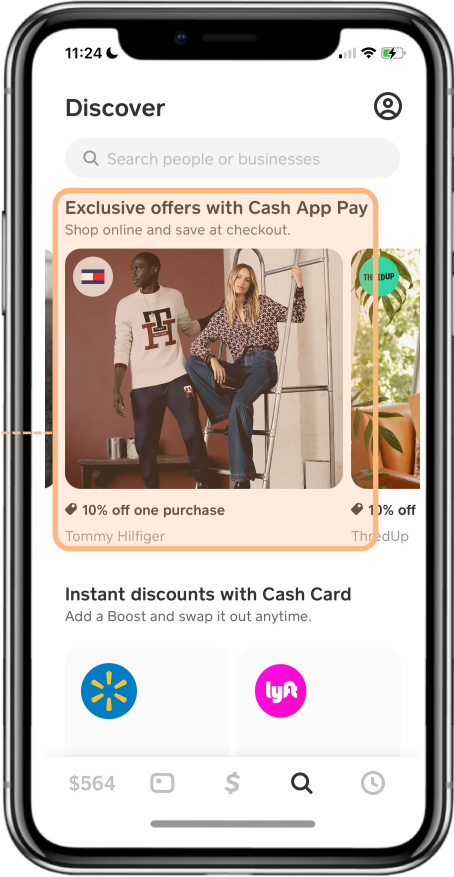 11:24
Discover
Search people or businesses
Exclusive offers with Cash App Pay
Shop online and save at checkout.
TH
THREDUP
10% off one purchase
10% off
Tommy Hilfiger
ThredUp
Instant discounts with Cash Card
Add a Boost and swap it out anytime.
lyft
$564
$